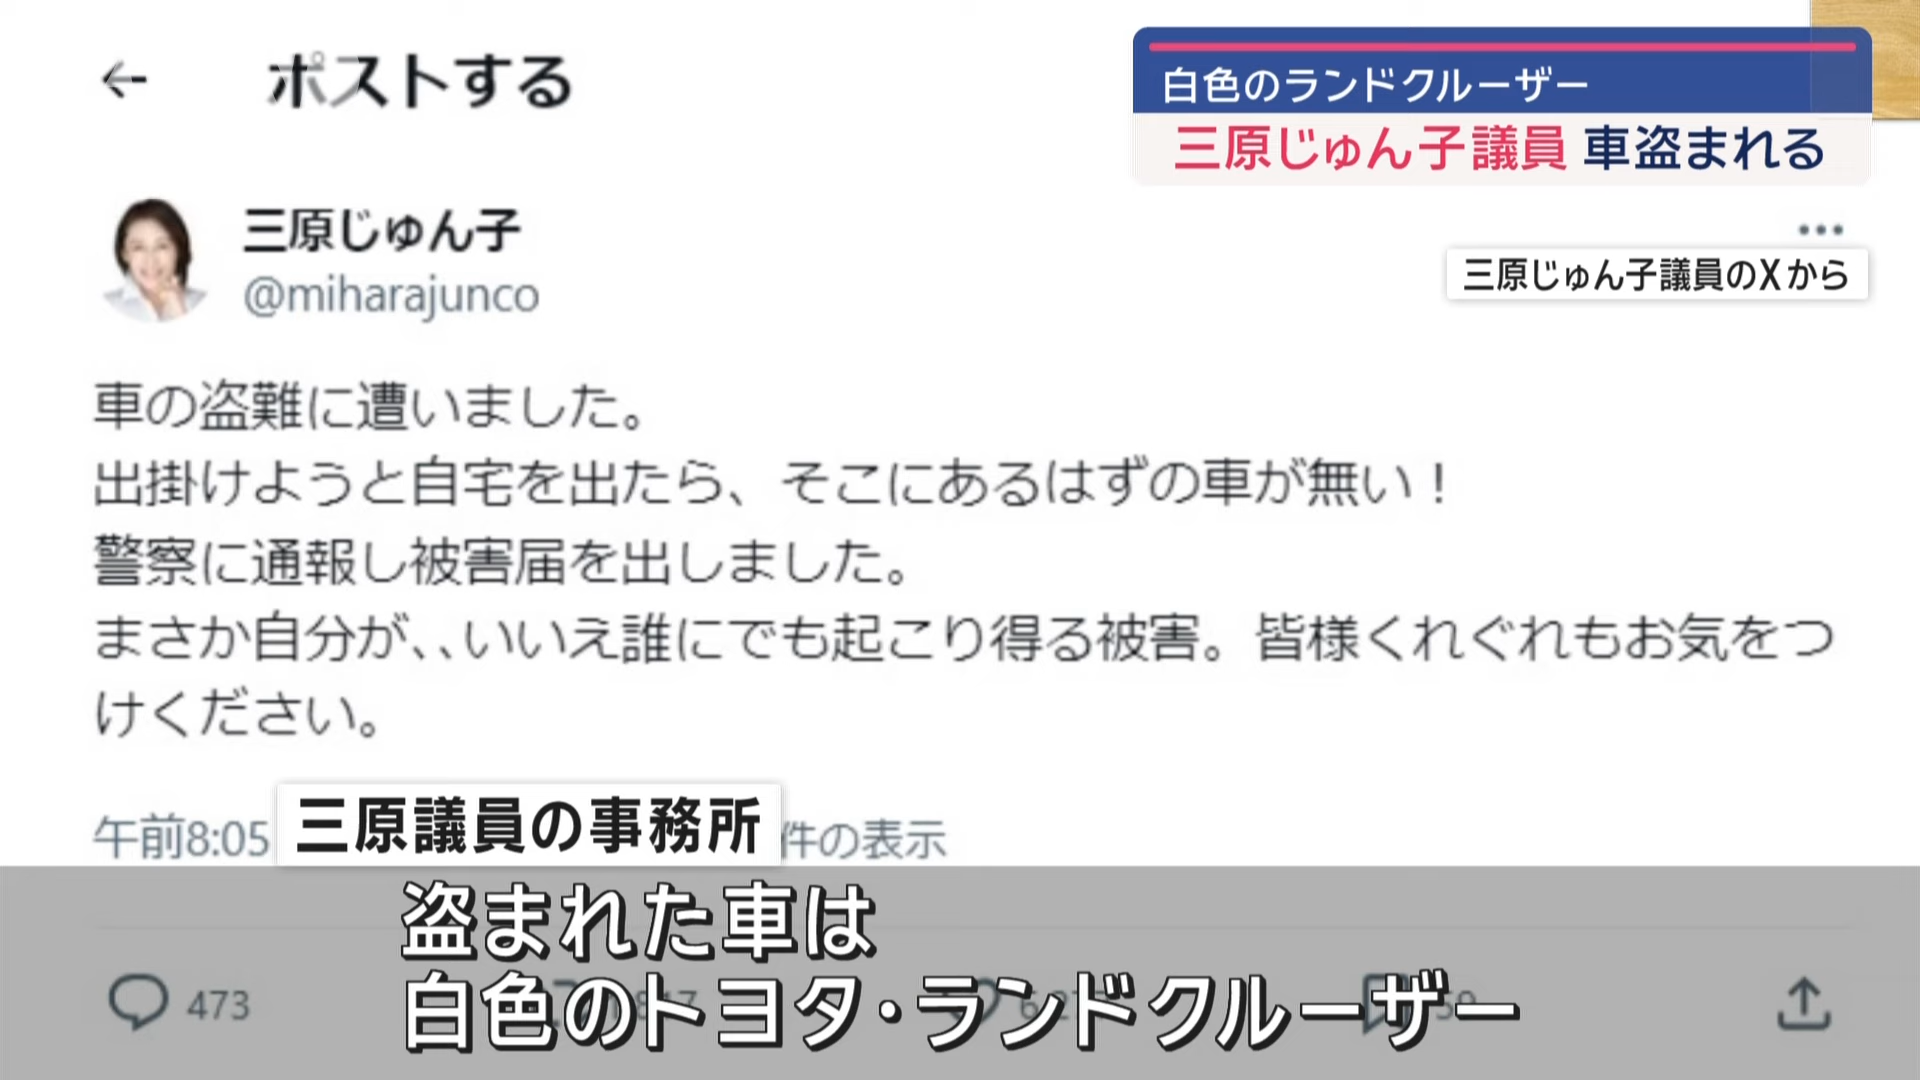 ポストする
白色のランドクルーザー
三原じゅん子議員 車盗まれる
三原じゅん子
@miharajunco
三原じゅん子議員のXから
車の盗難に遭いました。
出掛けようと自宅を出たら、そこにあるはずの車が無い！
警察に通報し被害届を出しました。
まさか自分が、、いいえ誰にでも起こり得る被害。皆様くれぐれもお気をつ
けください。
午前8:05
件の表示
三原議員の事務所
盗まれた車は
白色のトヨタ・ランドクルーザー
473